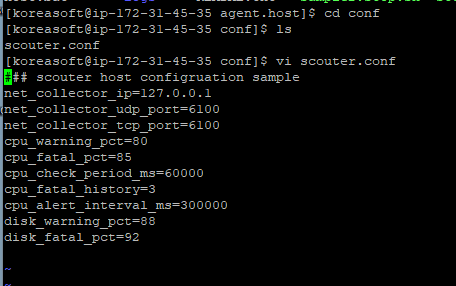 [koreasoft@ip-172-31-45-35 agent.host]$ cd conf
[koreasoft@ip-172-31-45-35 conf]$ ls
scouter.conf
[koreasoft@ip-172-31-45-35 conf]$ vi scouter.conf
### scouter host configruation sample
net_collector_ip=127.0.0.1
net_collector_udp_port=6100
net_collector_tcp_port=6100
cpu_warning_pct=80
cpu_fatal_pct=85
cpu_check_period_ms=60000
cpu_fatal_history=3
cpu_alert_interval_ms=300000
disk_warning_pct=88
disk_fatal_pct=92
~
~